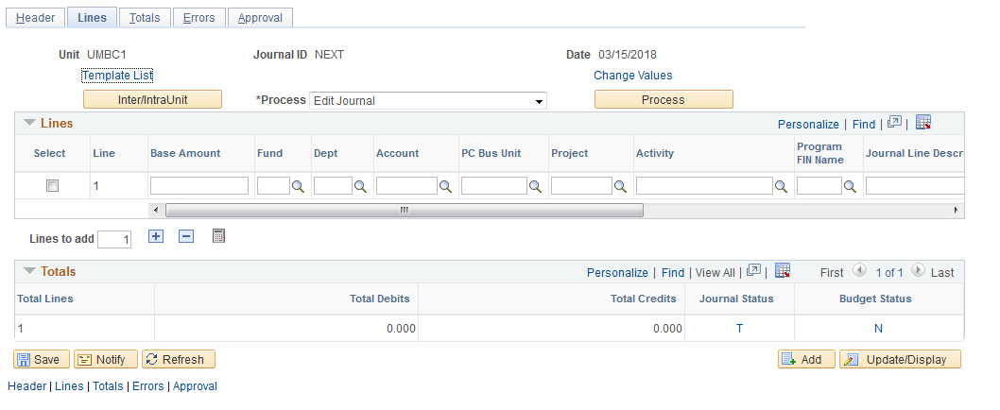 Header Lines Totals Errors Approval
Unit UMBC1 Journal ID NEXT Date 03/15/2018
Template List Change Values
Inter/IntraUnit *Process Edit Journal Process
Lines Personalize | Find | |
Select Line Base Amount Fund Dept Account PC Bus Unit Project Activity Program FIN Name Journal Line Descr
1
Lines to add 1
Totals Personalize | Find | View All | | First 1 of 1 Last
Total Lines Total Debits Total Credits Journal Status Budget Status
1 0.000 0.000 T N
Save Notify Refresh Add Update/Display
Header | Lines | Totals | Errors | Approval